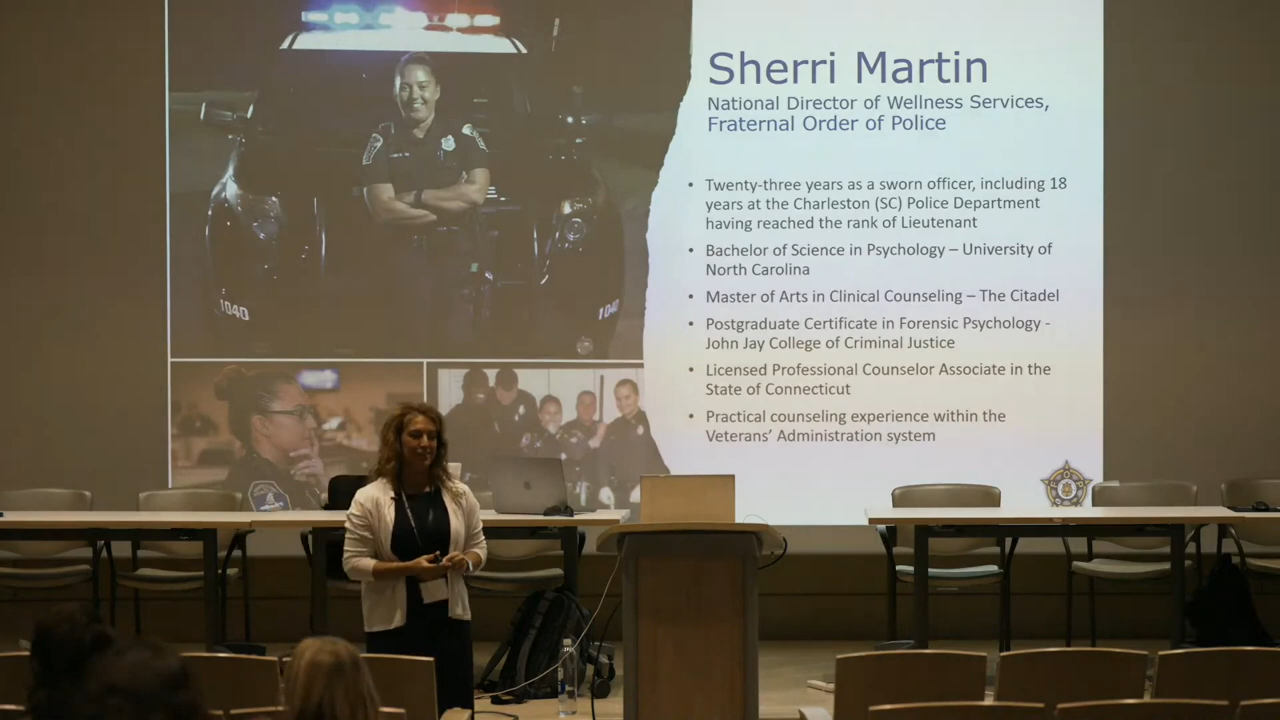 Sherri Martin
National Director of Wellness Services,
Fraternal Order of Police
• Twenty-three years as a sworn officer, including 18
years at the Charleston (SC) Police Department
having reached the rank of Lieutenant
• Bachelor of Science in Psychology – University of
North Carolina
• Master of Arts in Clinical Counseling – The Citadel
• Postgraduate Certificate in Forensic Psychology -
John Jay College of Criminal Justice
• Licensed Professional Counselor Associate in the
State of Connecticut
• Practical counseling experience within the
Veterans’ Administration system
1040
1040